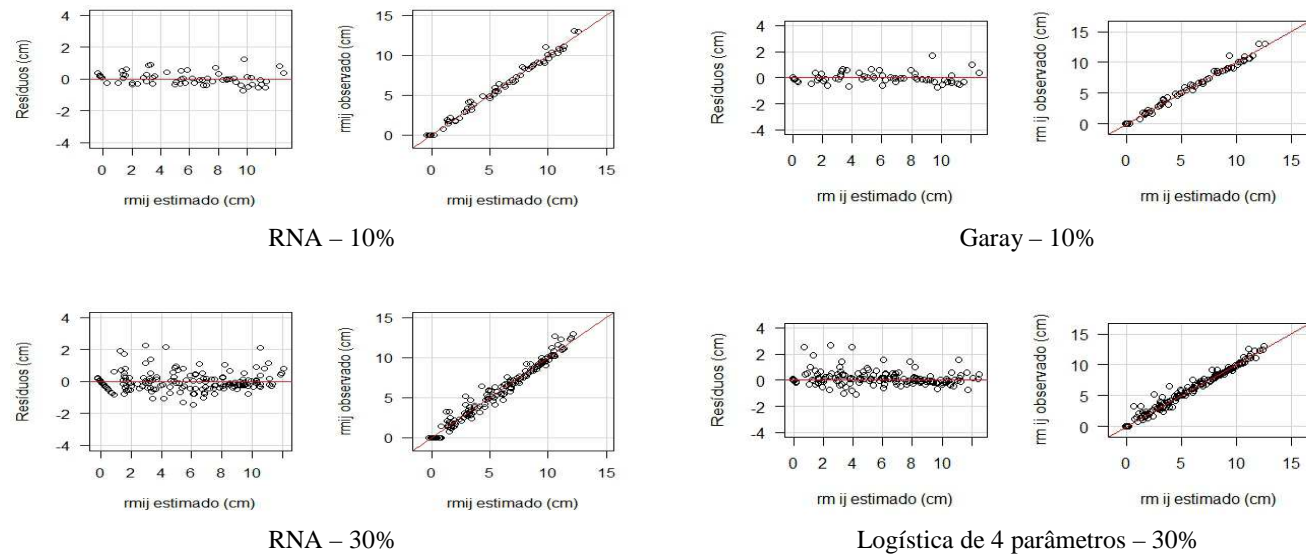 Resíduos (cm)
4
2
0
-2
-4
0 2 4 6 8 10
rmij estimado (cm)
rmij observado (cm)
15
10
5
0
0 5 10 15
rmij estimado (cm)
RNA – 10%
Resíduos (cm)
4
2
0
-2
-4
0 2 4 6 8 10
rm ij estimado (cm)
rm ij observado (cm)
15
10
5
0
0 5 10 15
rm ij estimado (cm)
Garay – 10%
Resíduos (cm)
4
2
0
-2
-4
0 2 4 6 8 10
rmij estimado (cm)
rmij observado (cm)
15
10
5
0
0 5 10 15
rmij estimado (cm)
RNA – 30%
Resíduos (cm)
4
2
0
-2
-4
0 2 4 6 8 10
rm ij estimado (cm)
rm ij observado (cm)
15
10
5
0
0 5 10 15
rm ij estimado (cm)
Logística de 4 parâmetros – 30%